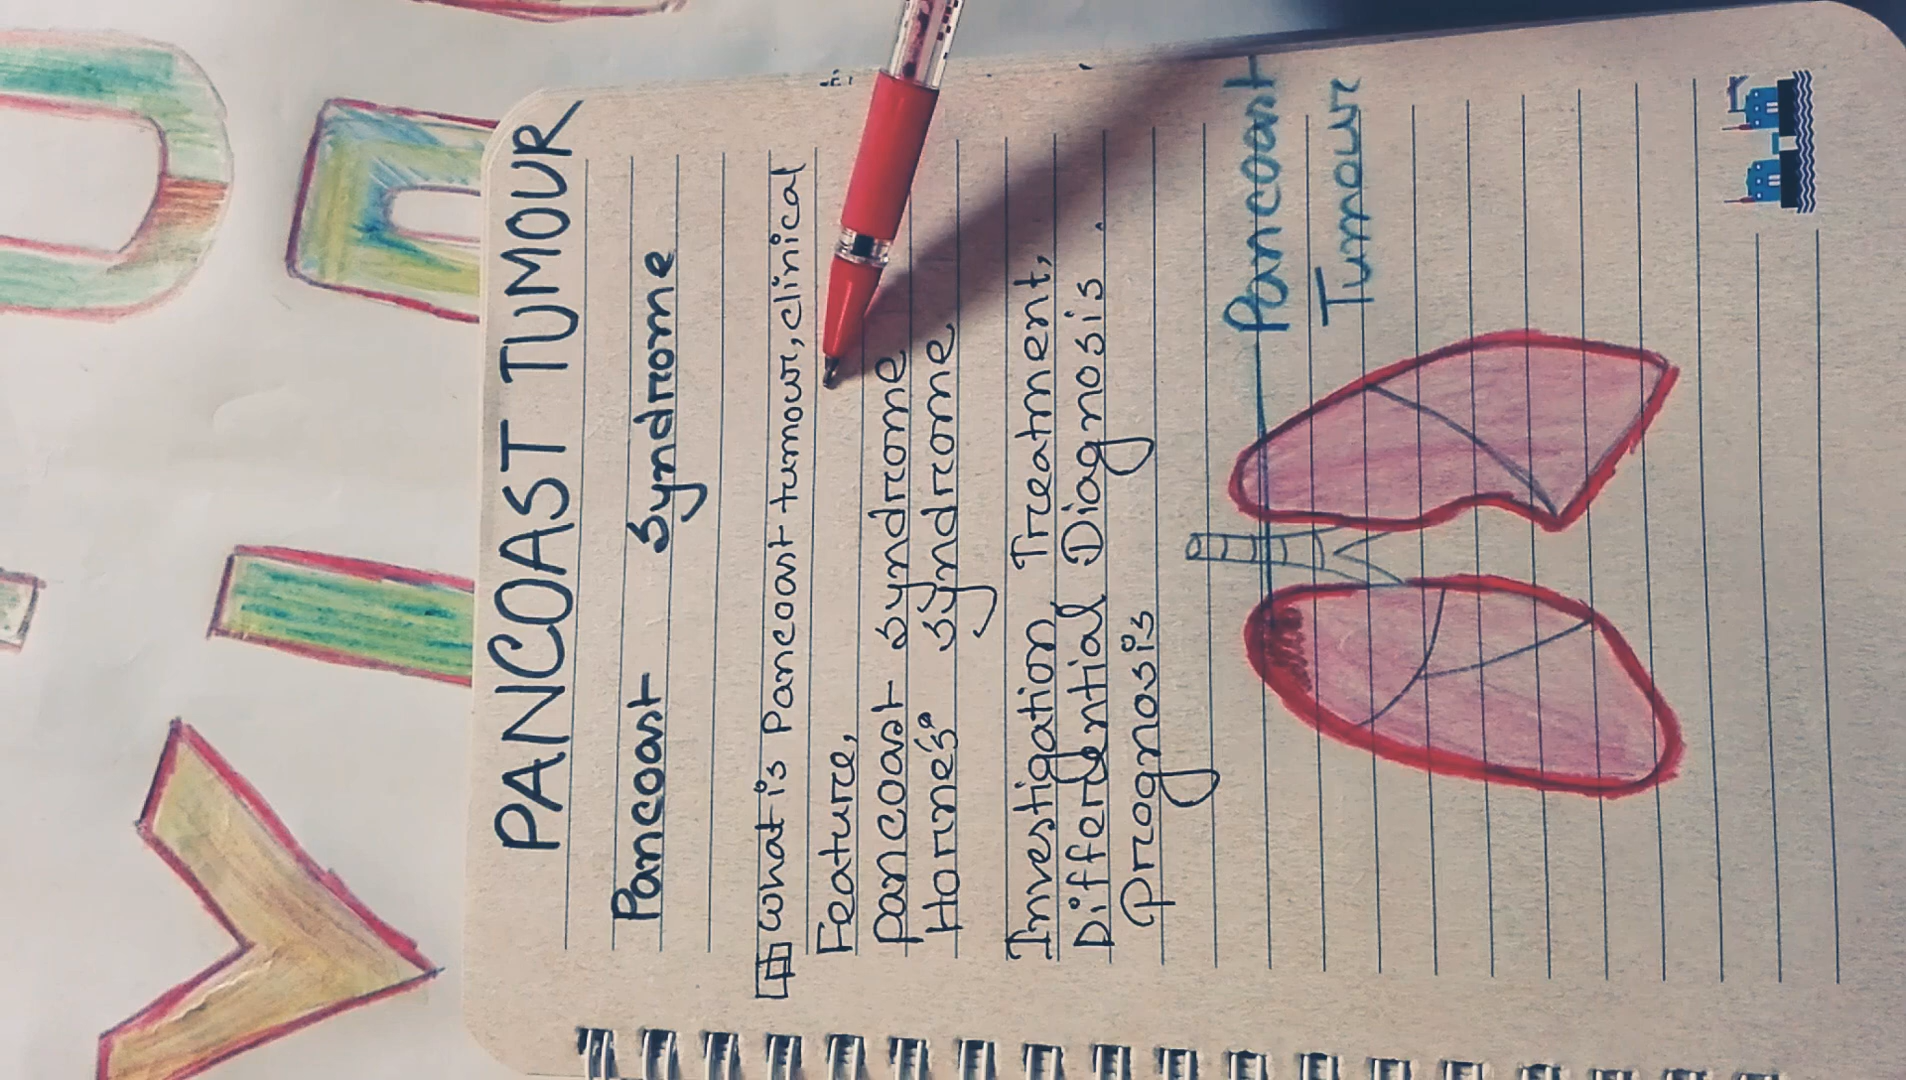 PANCOAST TUMOUR
Pancoast Syndrome
What is Pancoast tumour, clinical
Feature,
Pancoast Syndrome
Horner's Syndrome
Investigation, Treatment,
Differential Diagnosis.
Prognosis
Pancoast
Tumour